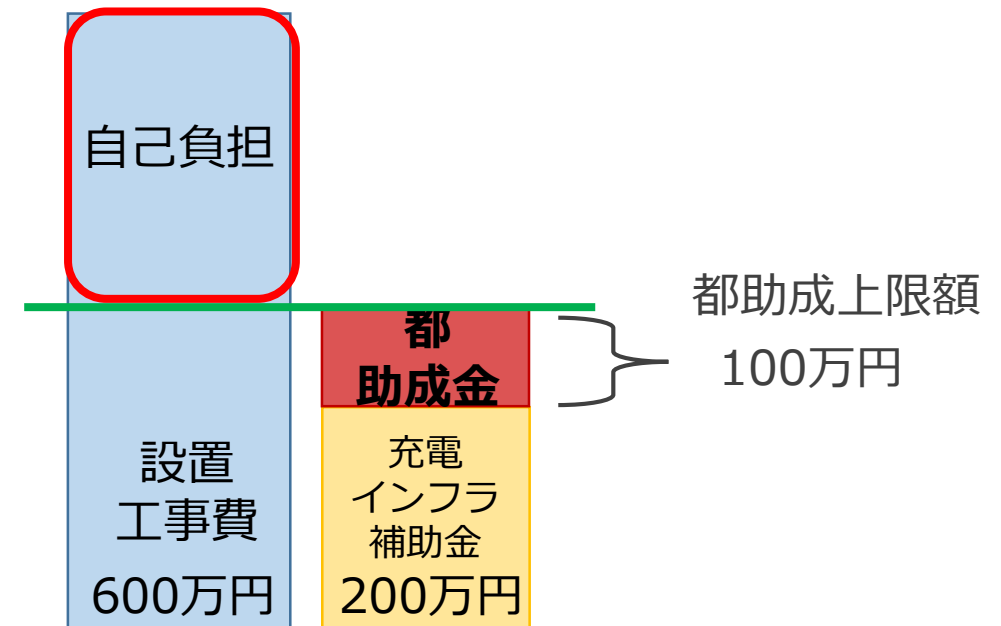 自己負担
設置
工事費
600万円
都
助成金
充電
インフラ
補助金
200万円
都助成上限額
100万円